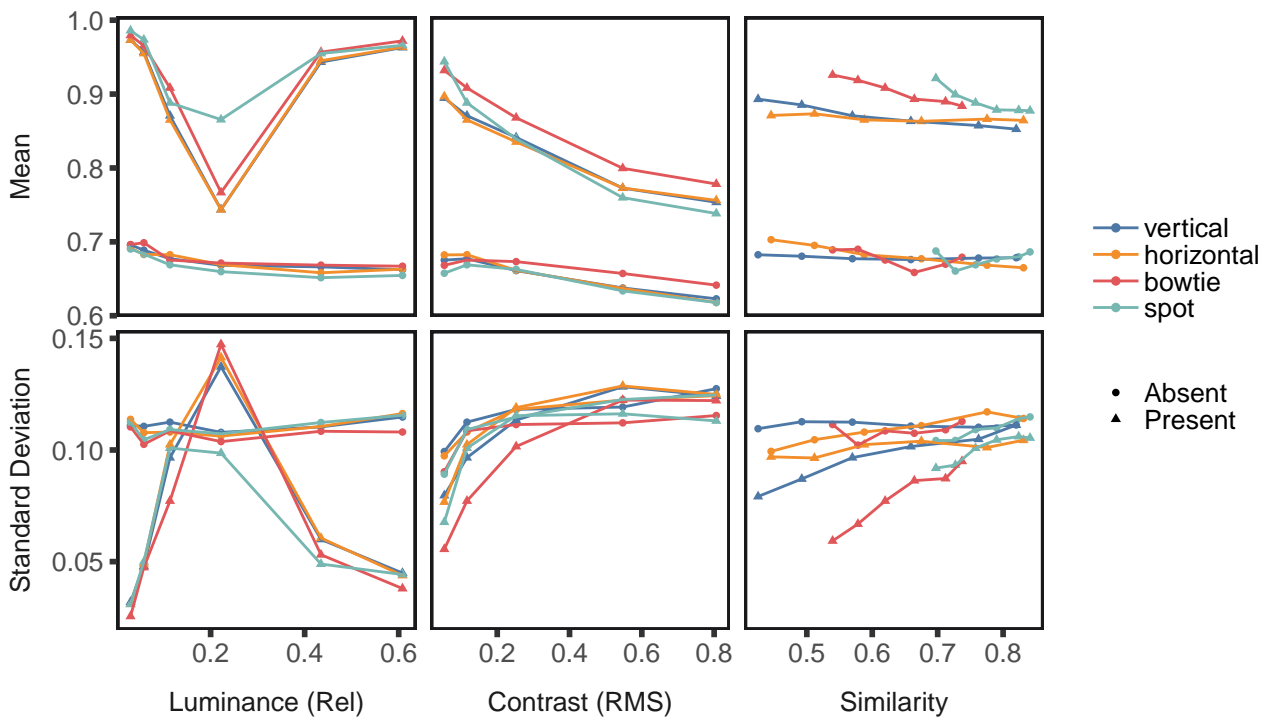 1.0
0.9
0.8
0.7
0.6
Mean
0.15
0.10
0.05
Standard Deviation
0.2 0.4 0.6
0.2 0.4 0.6 0.8
0.5 0.6 0.7 0.8
Luminance (Rel)
Contrast (RMS)
Similarity
vertical
horizontal
bowtie
spot
Absent
Present